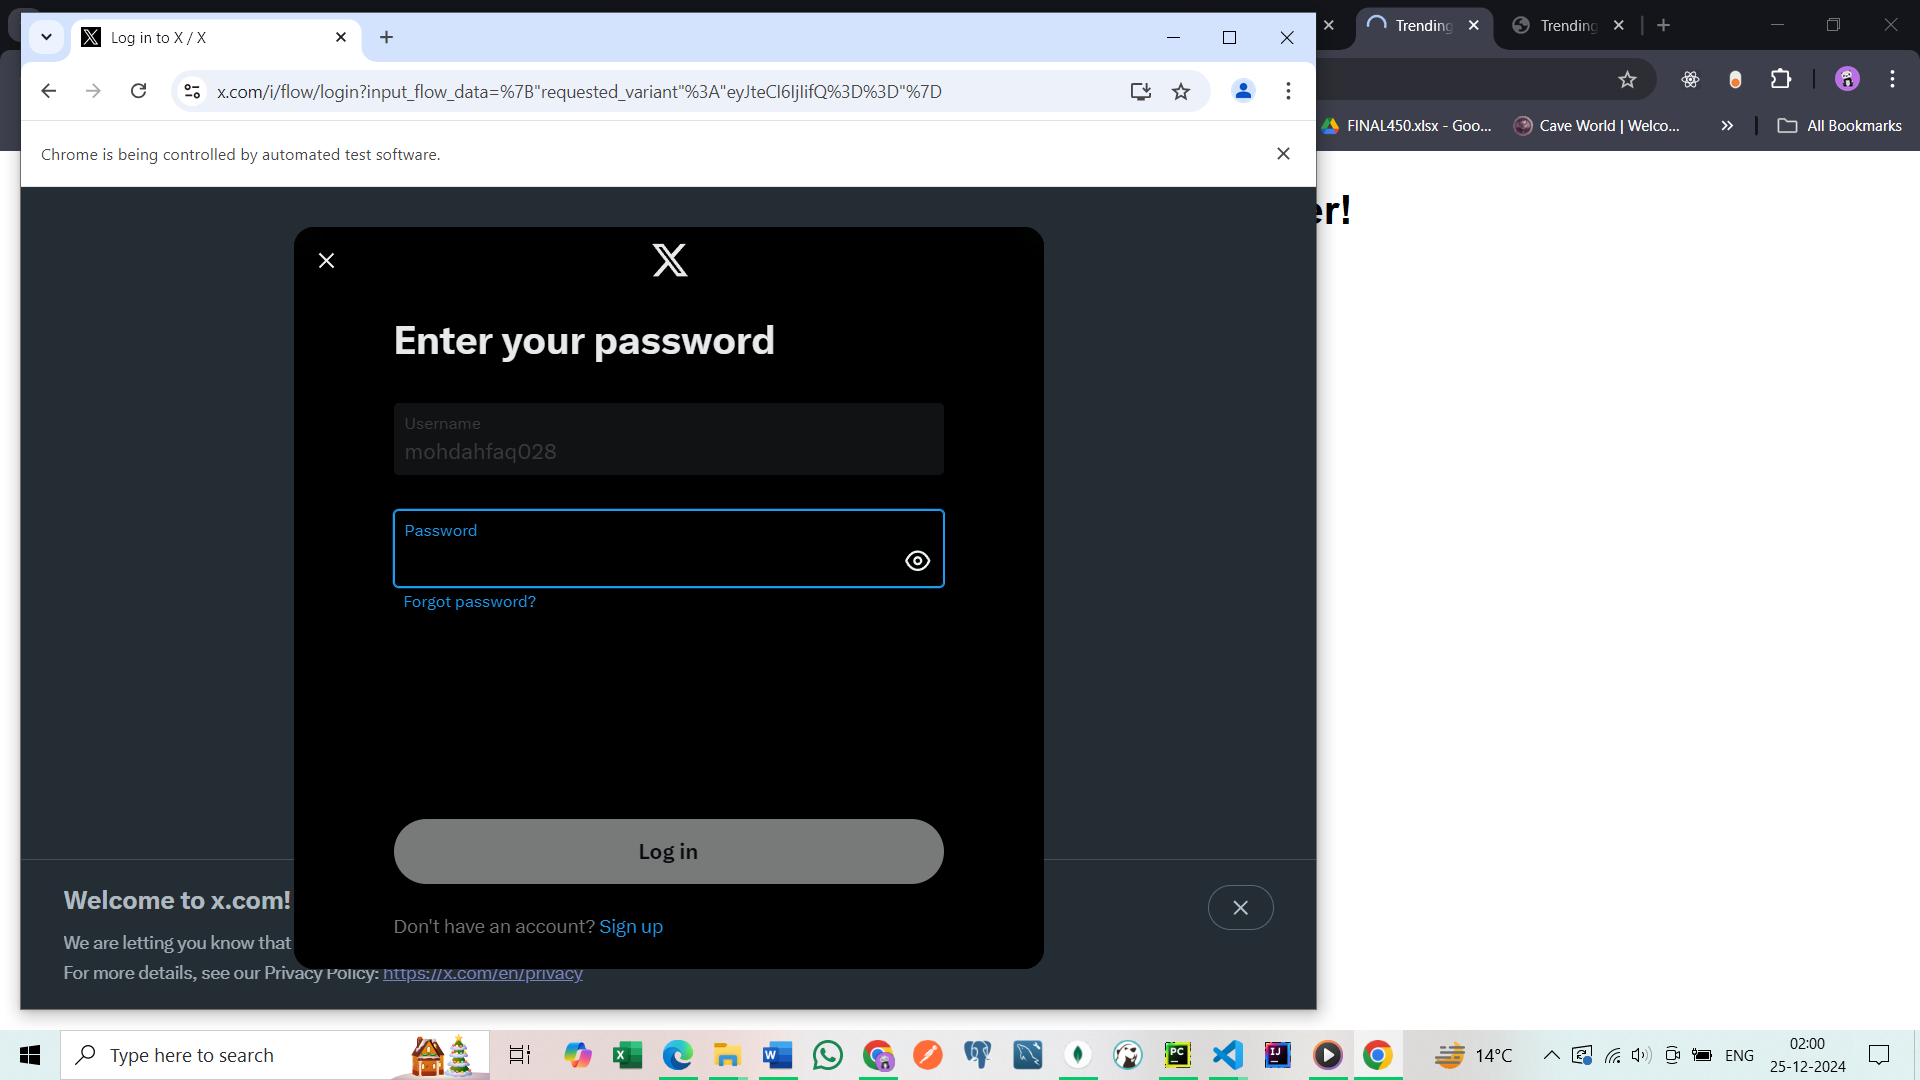 Log in to X / X
Trending
Trending
x.com/i/flow/login?input_flow_data=%7B"requested_variant"%3A"eyJteCI6IjIifQ%3D%3D"%7D
FINAL450.xlsx - Goo...
Cave World | Welco...
All Bookmarks
Chrome is being controlled by automated test software.
er!
Enter your password
Username
mohdahfaq028
Password
Forgot password?
Log in
Don't have an account? Sign up
Welcome to x.com!
We are letting you know that
For more details, see our Privacy Policy: https://x.com/en/privacy
Type here to search
14°C
ENG
02:00
25-12-2024